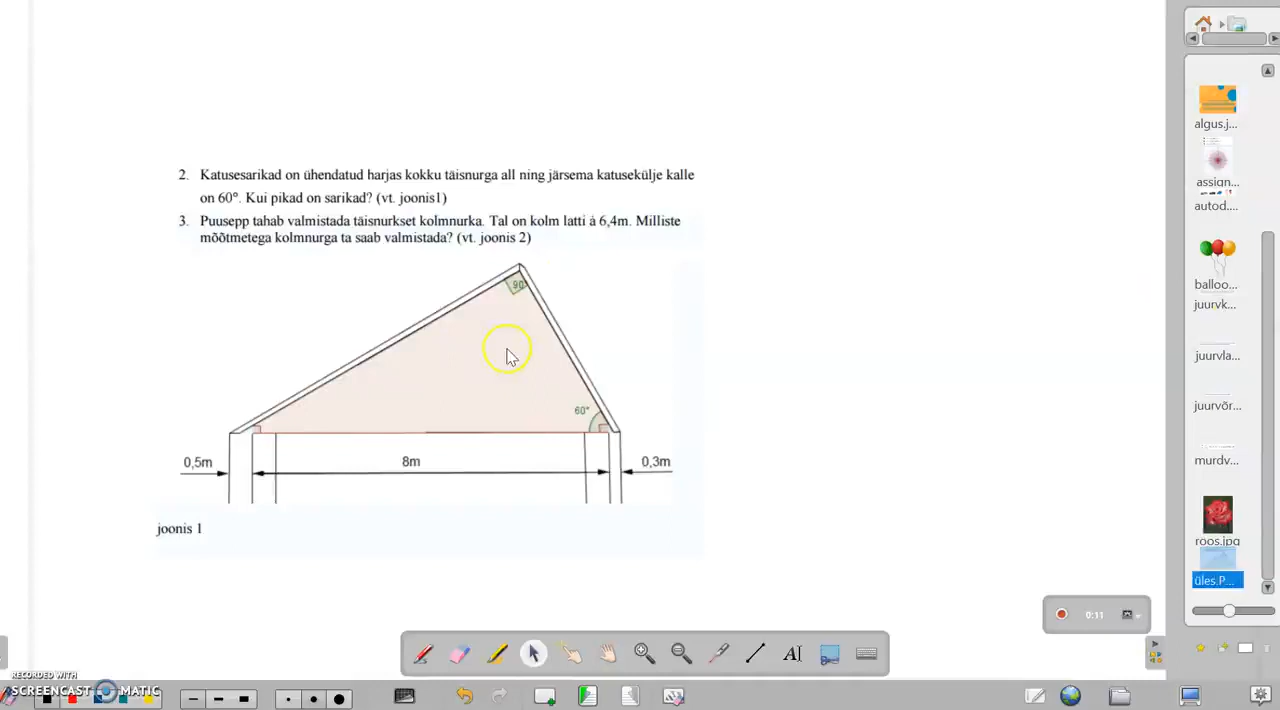 2. Katusesarikad on ühendatud harjas kokku täisnurga all ning järsema katusekülje kalle
on 60°. Kui pikad on sarikad? (vt. joonis1)
3. Puusepp tahab valmistada täisnurkset kolmnurka. Tal on kolm latti á 6,4m. Milliste
mõõtmetega kolmnurga ta saab valmistada? (vt. joonis 2)
90
60°
0,5m
8m
0,3m
joonis 1
algus.j...
assign...
autod....
balloo...
juurvk...
juurvla...
juurvõr...
murdv...
roos.jpg
üles.P...
0:11
AI
RECORDED WITH
SCREENCAST MATIC